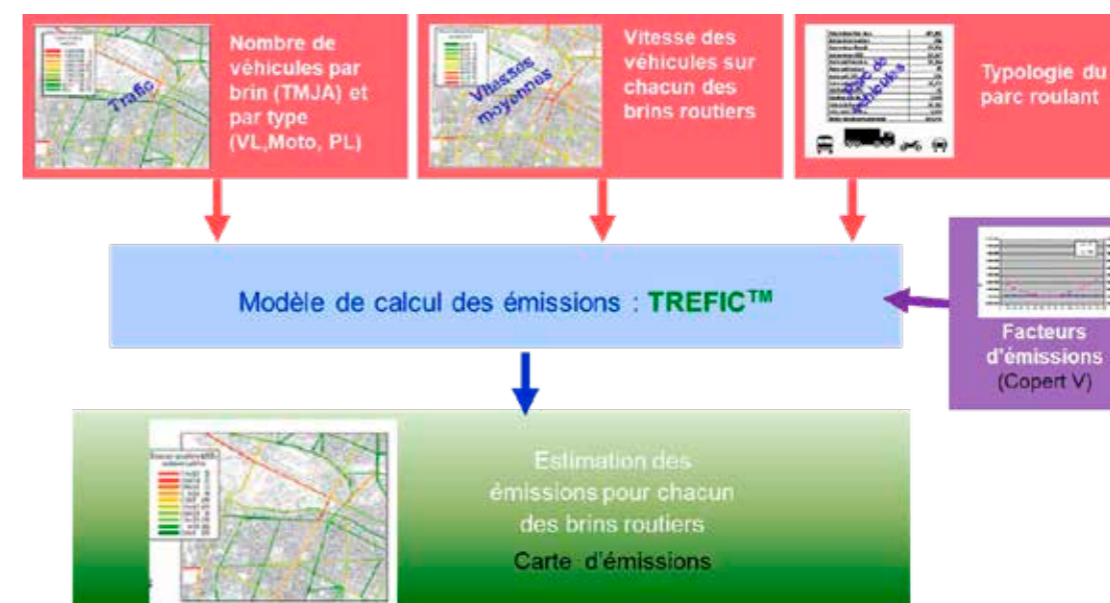 Trafic
Nombre de
véhicules par
brin (TMJA) et
par type
(VL,Moto, PL)
Vitesses
moyennes
Vitesse des
véhicules sur
chacun des
brins routiers
Parc de
véhicules
Typologie du
parc roulant
Modèle de calcul des émissions : TREFIC™
Facteurs
d'émissions
(Copert V)
Estimation des
émissions pour chacun
des brins routiers
Carte d'émissions